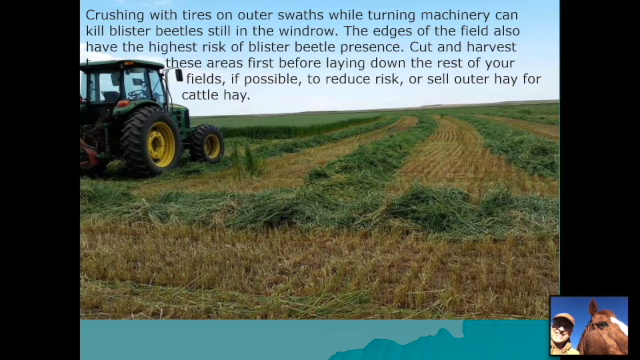 Crushing with tires on outer swaths while turning machinery can
kill blister beetles still in the windrow. The edges of the field also
have the highest risk of blister beetle presence. Cut and harvest
these areas first before laying down the rest of your
fields, if possible, to reduce risk, or sell outer hay for
cattle hay.